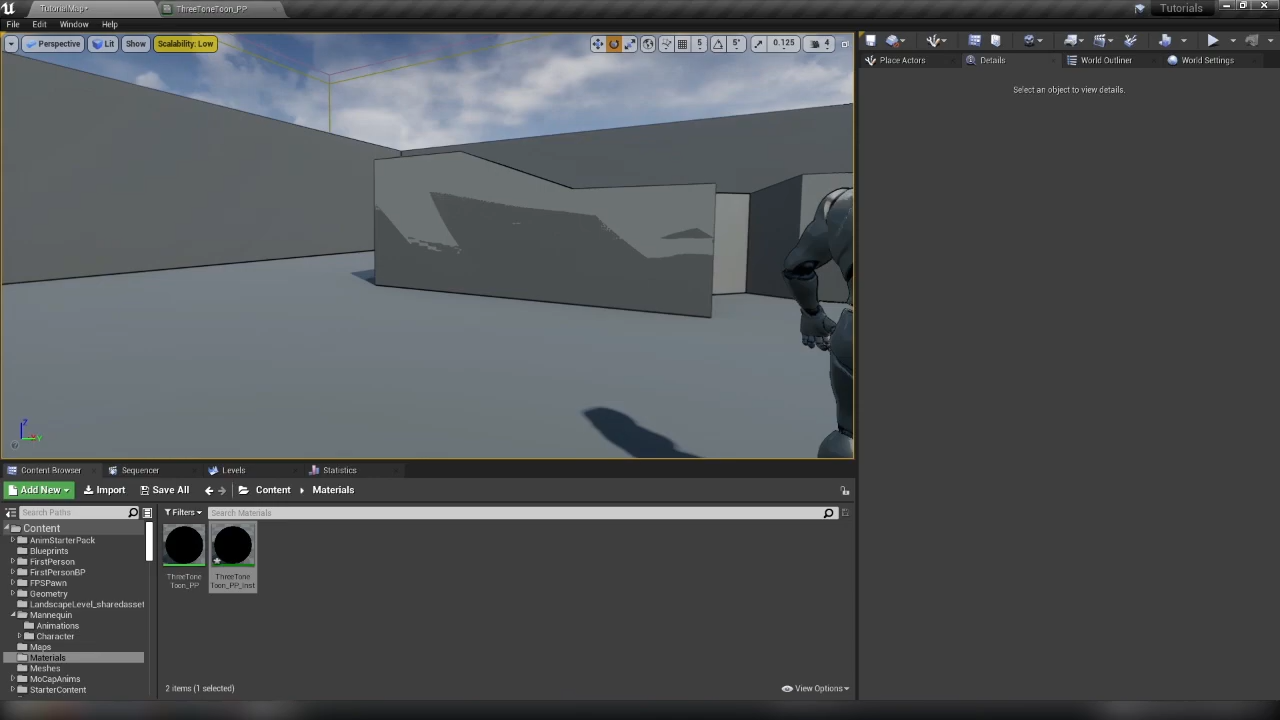 TutorialMap*
ThreeToneToon_PP
Tutorials
File Edit Window Help
Perspective Lit Show Scalability: Low 5 5° 0.125 4
Place Actors Details World Outliner World Settings
Select an object to view details.
Z
Y
Content Browser Sequencer Levels Statistics
Add New Import Save All Content Materials
Search Paths Filters Search Materials
Content
AnimStarterPack
Blueprints
FirstPerson
FirstPersonBP
FPSpawn
Geometry
LandscapeLevel_sharedasset
Mannequin
Animations
Character
Maps
Materials
Meshes
MoCapAnims
StarterContent
ThreeTone
Toon_PP
ThreeTone
Toon_PP_Inst
2 items (1 selected) View Options